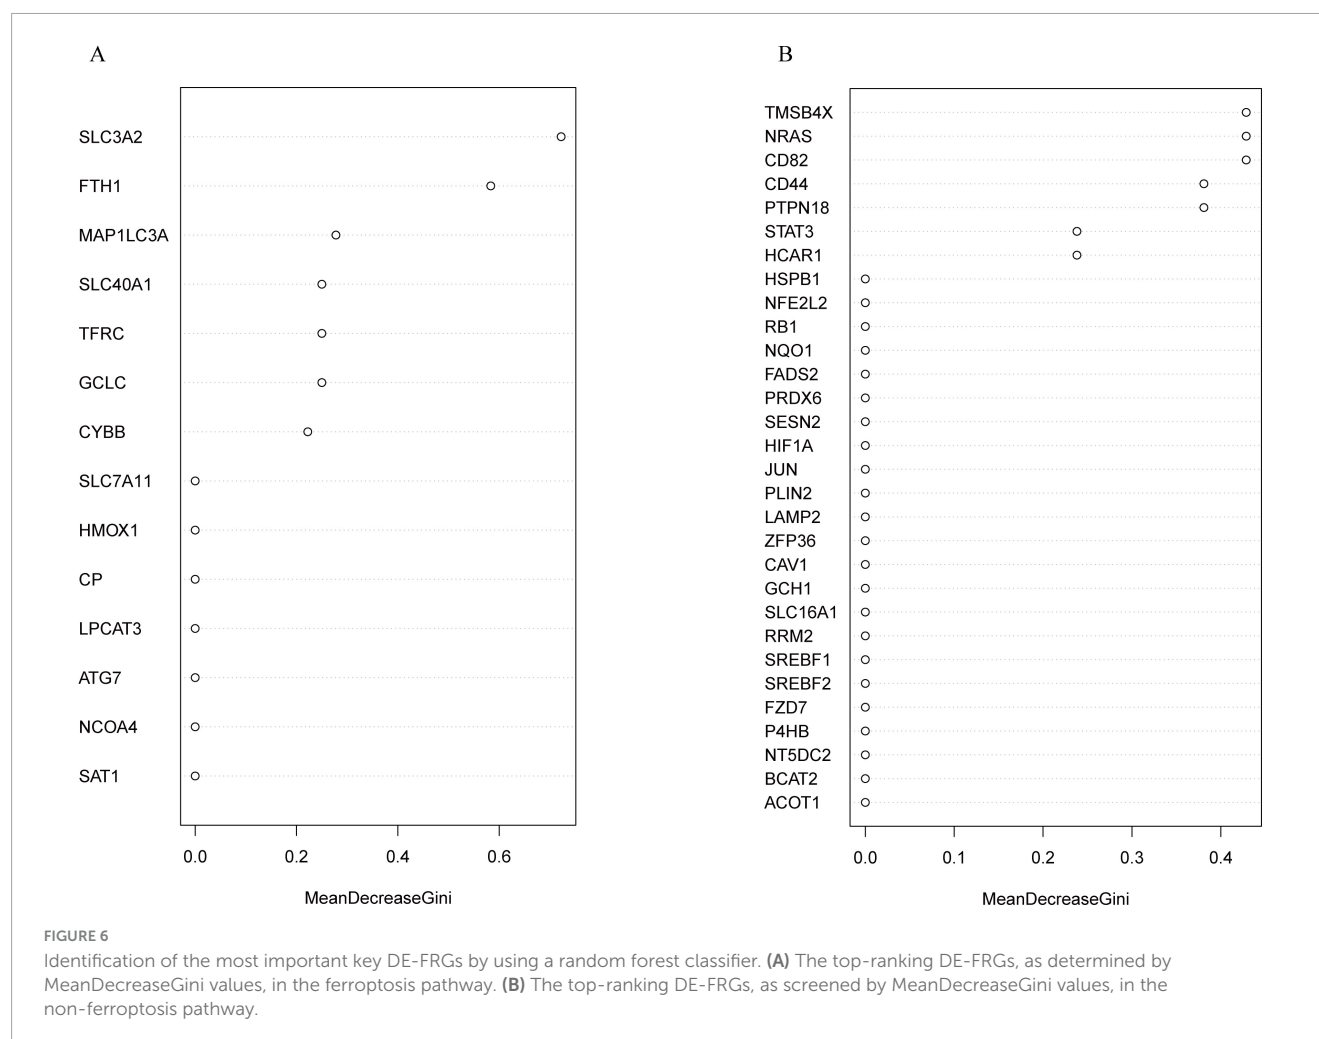 A
SLC3A2
FTH1
MAP1LC3A
SLC40A1
TFRC
GCLC
CYBB
SLC7A11
HMOX1
CP
LPCAT3
ATG7
NCOA4
SAT1
0.0 0.2 0.4 0.6
MeanDecreaseGini
B
TMSB4X
NRAS
CD82
CD44
PTPN18
STAT3
HCAR1
HSPB1
NFE2L2
RB1
NQO1
FADS2
PRDX6
SESN2
HIF1A
JUN
PLIN2
LAMP2
ZFP36
CAV1
GCH1
SLC16A1
RRM2
SREBF1
SREBF2
FZD7
P4HB
NT5DC2
BCAT2
ACOT1
0.0 0.1 0.2 0.3 0.4
MeanDecreaseGini
FIGURE 6
Identification of the most important key DE-FRGs by using a random forest classifier. (A) The top-ranking DE-FRGs, as determined by
MeanDecreaseGini values, in the ferroptosis pathway. (B) The top-ranking DE-FRGs, as screened by MeanDecreaseGini values, in the
non-ferroptosis pathway.